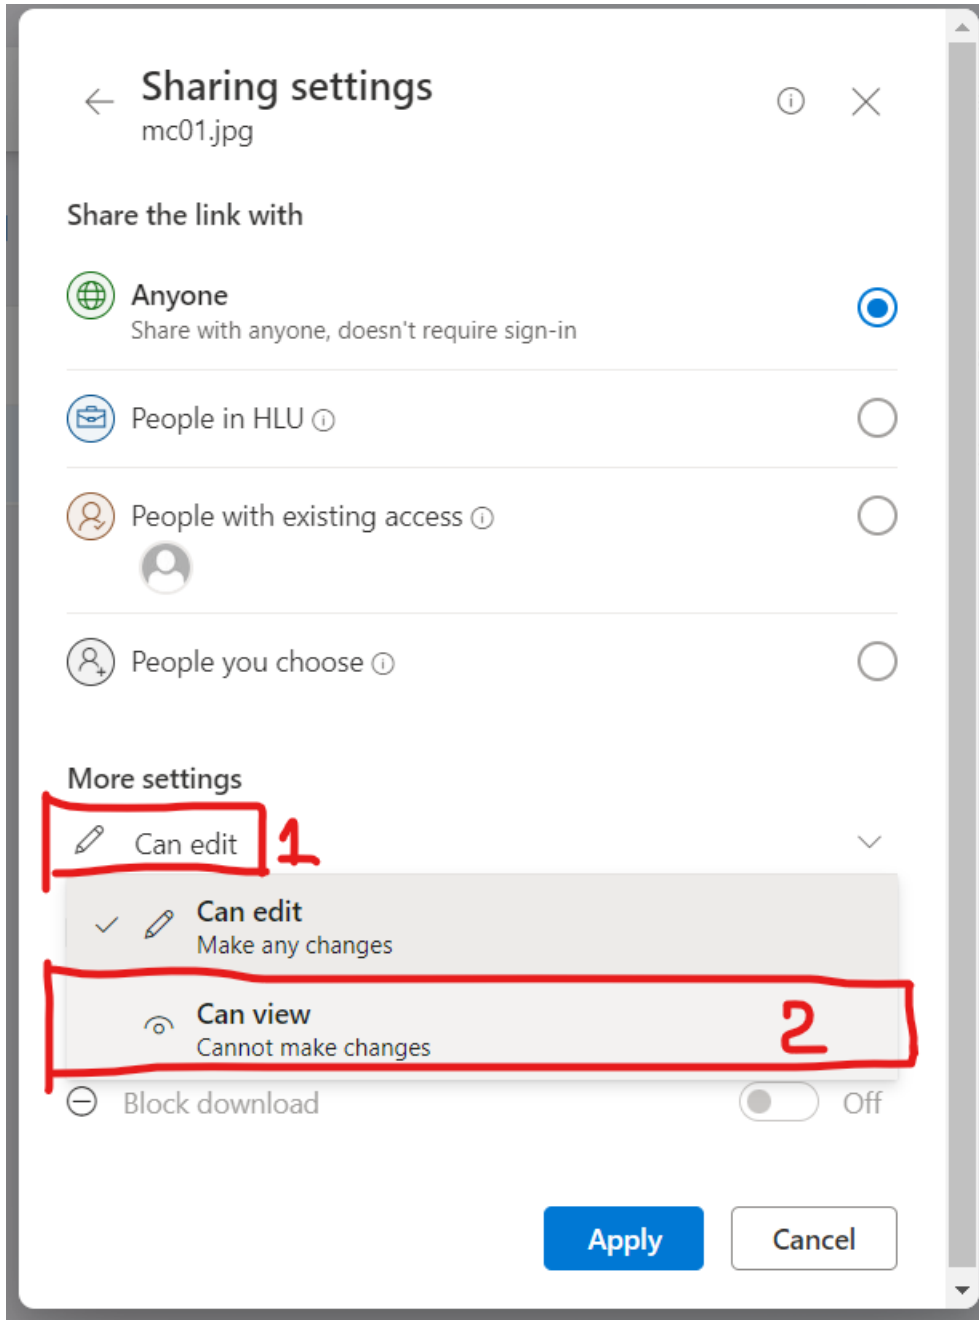 Sharing settings
mc01.jpg
Share the link with
Anyone
Share with anyone, doesn't require sign-in
People in HLU
People with existing access
People you choose
More settings
Can edit 1
Can edit
Make any changes
Can view
Cannot make changes
2
Block download Off
Apply Cancel